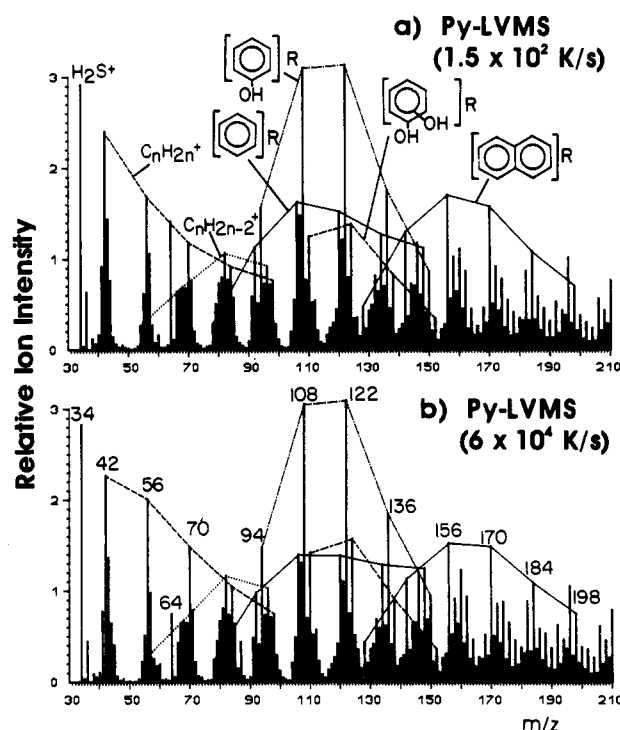 a) Py-LVMS
(1.5 x 10² K/s)
H₂S+
OH
R
R
OH
OH
R
R
CₙH₂ₙ+
CₙH₂ₙ₋₂+
3
2
1
0
30 50 70 90 110 130 150 170 190 210
Relative Ion Intensity
b) Py-LVMS
(6 x 10⁴ K/s)
34
42
56
64
70
94
108
122
136
156
170
184
198
3
2
1
0
30 50 70 90 110 130 150 170 190 210
m/z